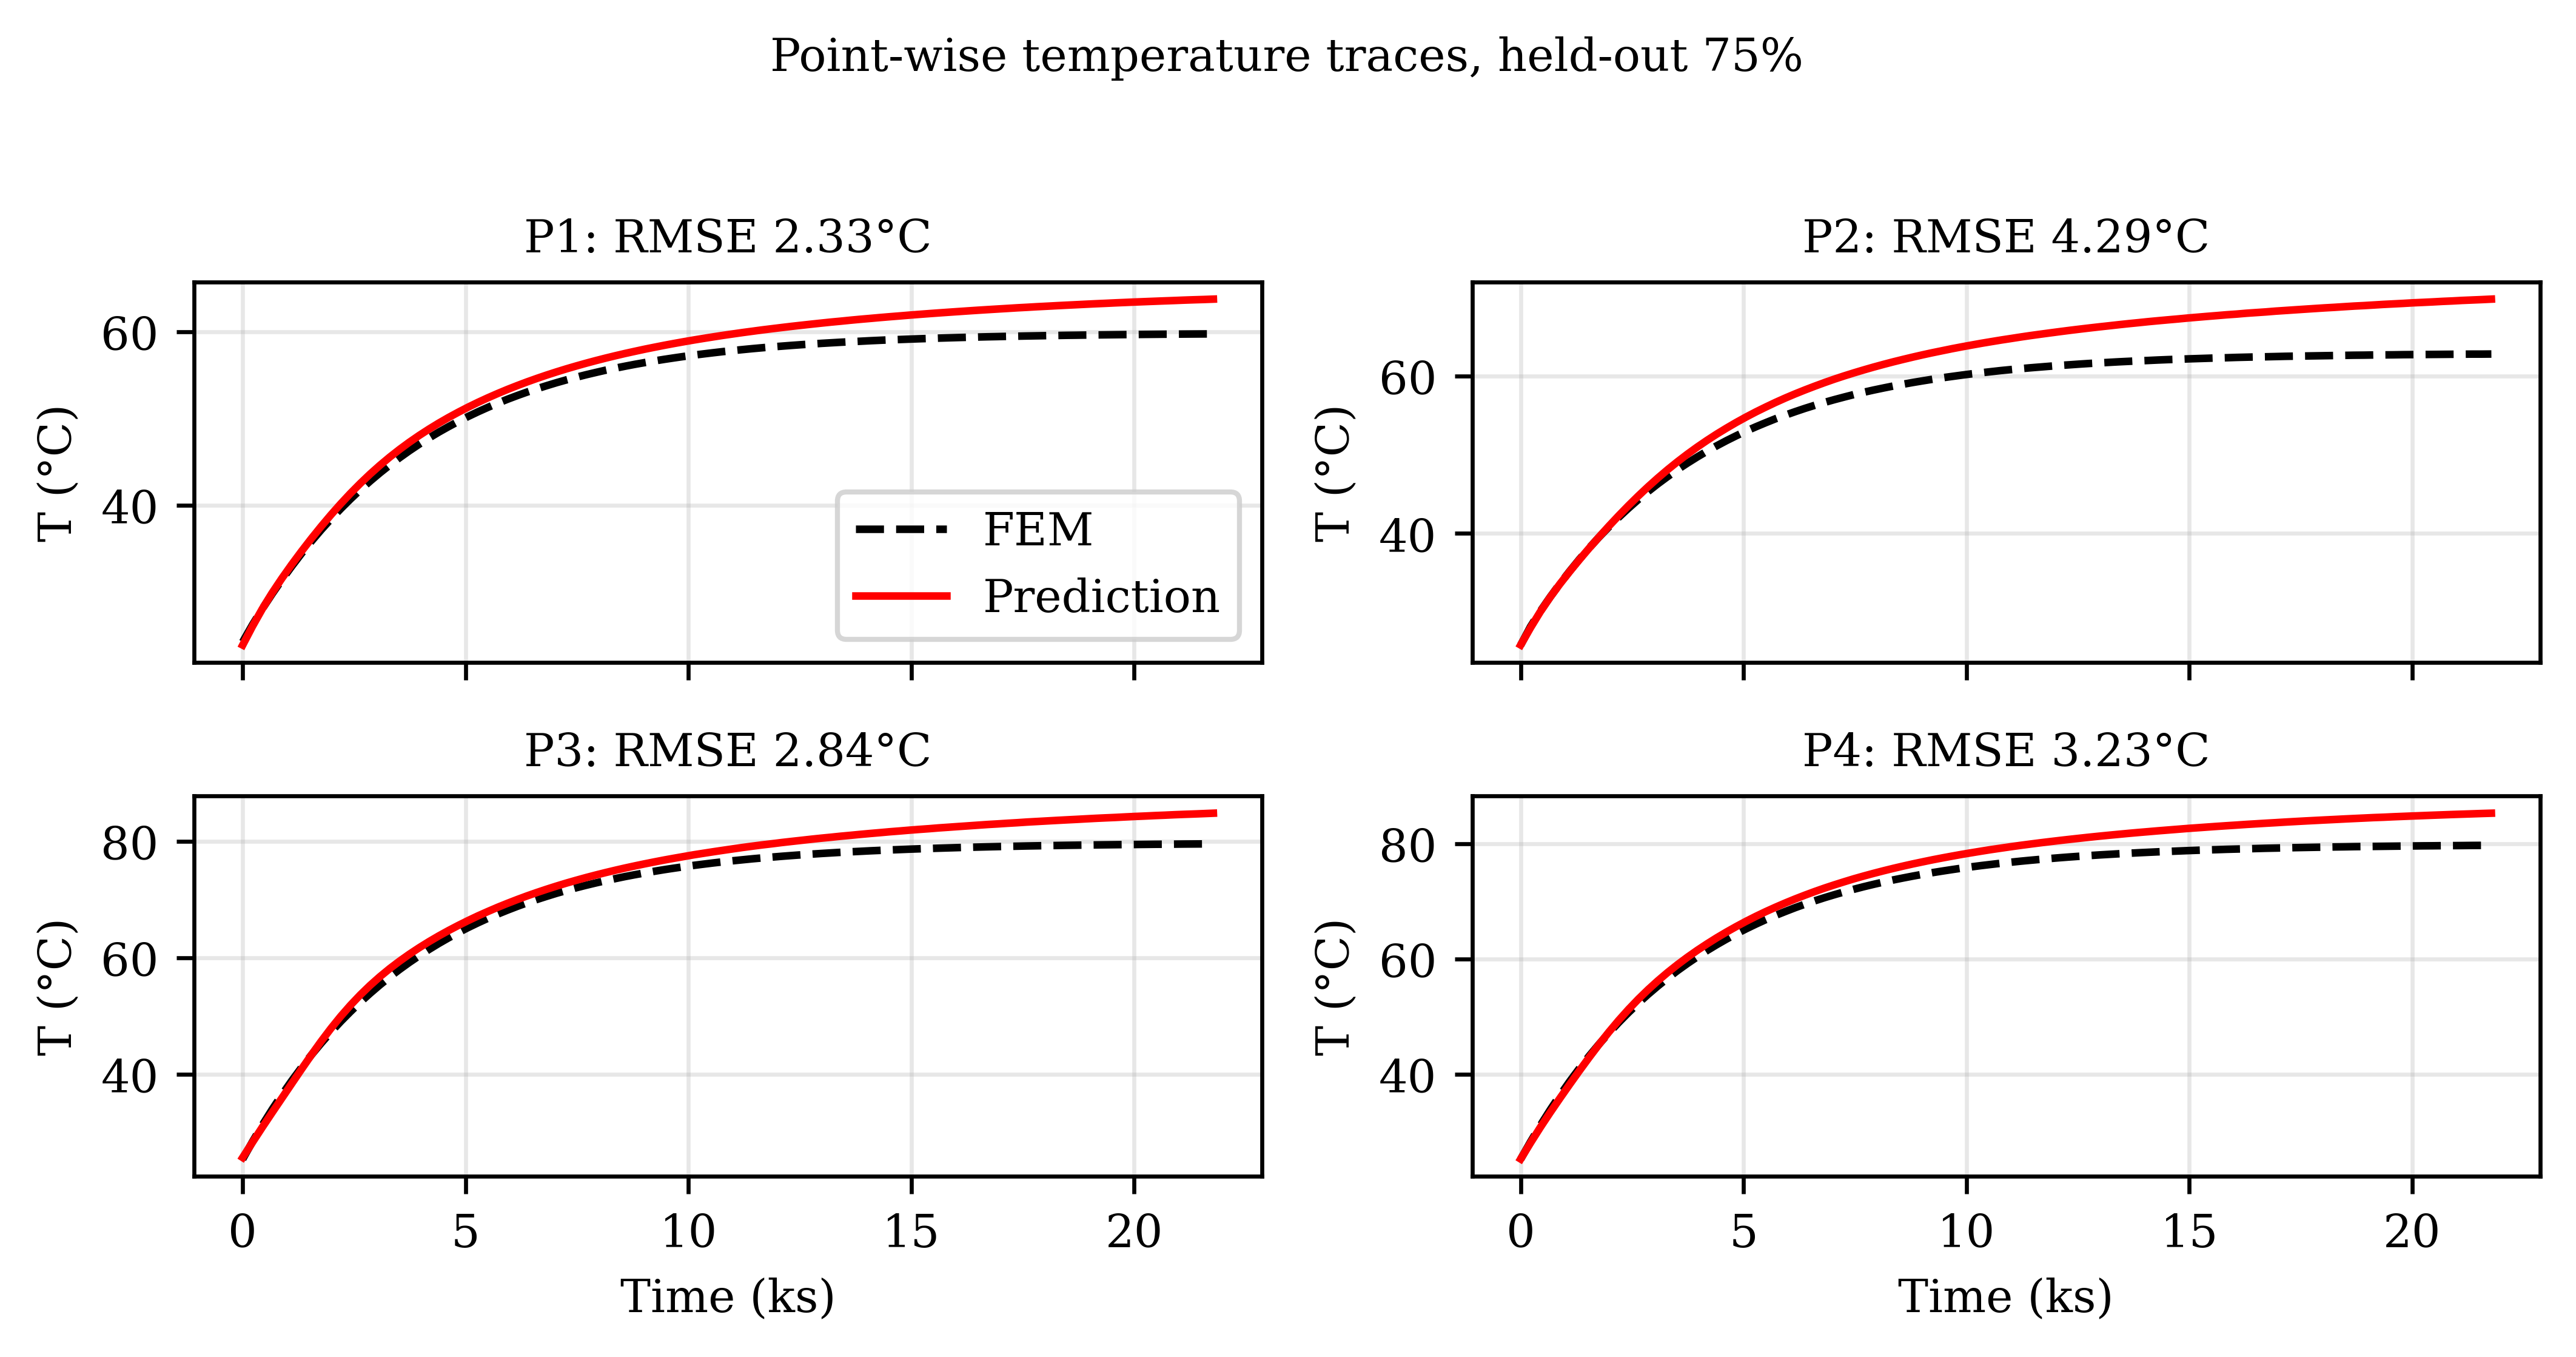 Point-wise temperature traces, held-out 75%
P1: RMSE 2.33°C
60
40
T (°C)
FEM
Prediction
P2: RMSE 4.29°C
60
40
T (°C)
P3: RMSE 2.84°C
80
60
40
T (°C)
0 5 10 15 20
Time (ks)
P4: RMSE 3.23°C
80
60
40
T (°C)
0 5 10 15 20
Time (ks)